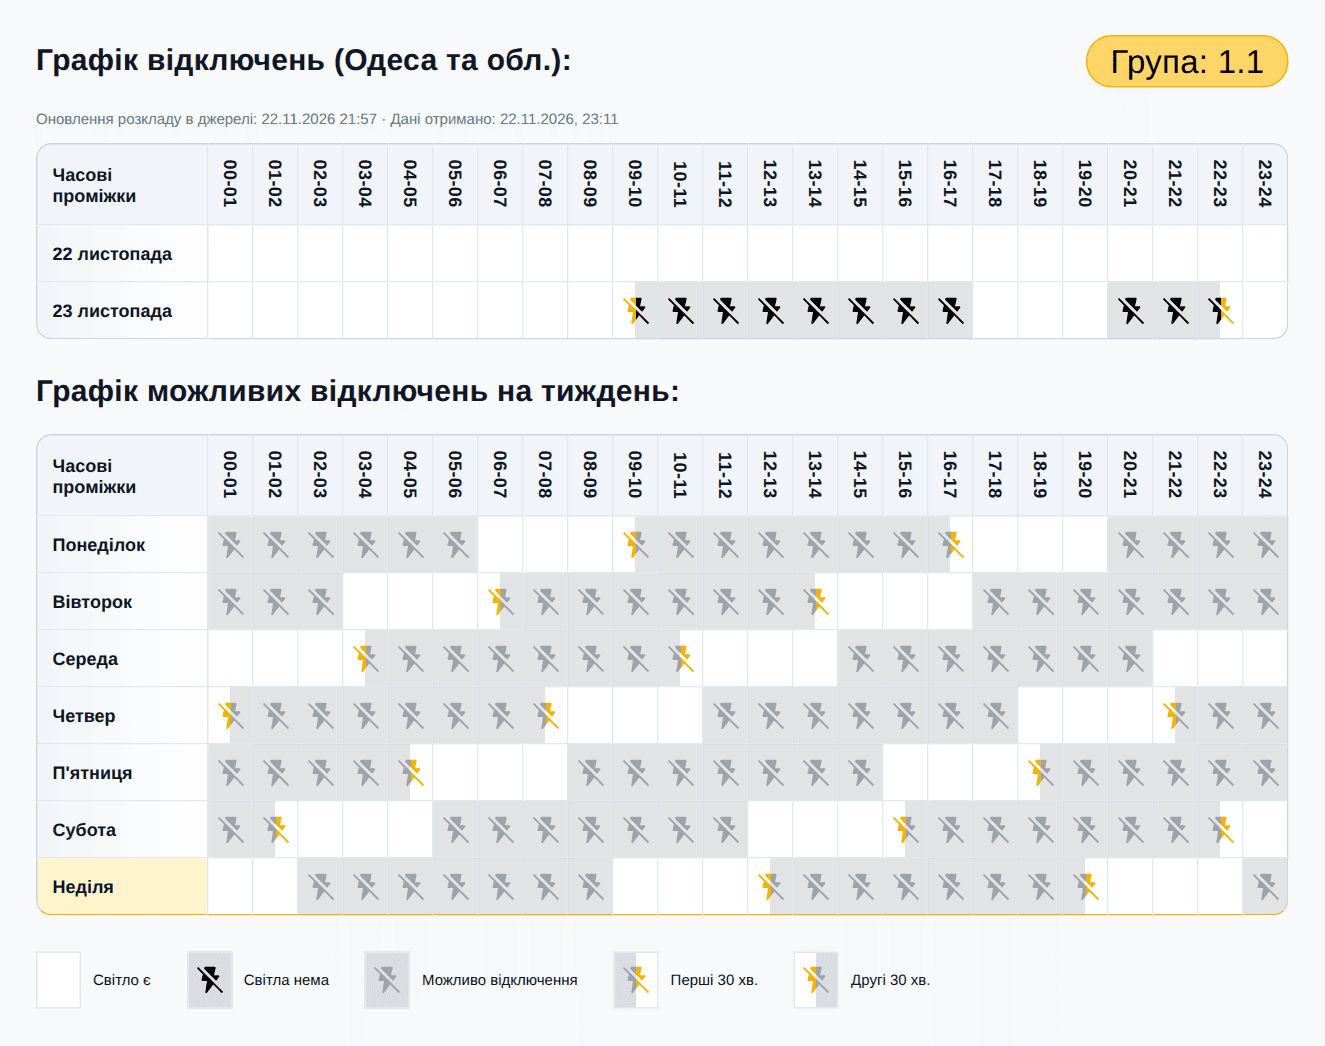 Графік відключень (Одеса та обл.):
Група: 1.1
Оновлення розкладу в джерелі: 22.11.2026 21:57 · Дані отримано: 22.11.2026, 23:11
Часові
проміжки
00-01 01-02 02-03 03-04 04-05 05-06 06-07 07-08 08-09 09-10 10-11 11-12 12-13 13-14 14-15 15-16 16-17 17-18 18-19 19-20 20-21 21-22 22-23 23-24
22 листопада
23 листопада
Графік можливих відключень на тиждень:
Часові
проміжки
00-01 01-02 02-03 03-04 04-05 05-06 06-07 07-08 08-09 09-10 10-11 11-12 12-13 13-14 14-15 15-16 16-17 17-18 18-19 19-20 20-21 21-22 22-23 23-24
Понеділок
Вівторок
Середа
Четвер
П'ятниця
Субота
Неділя
Світло є
Світла нема
Можливо відключення
Перші 30 хв.
Другі 30 хв.